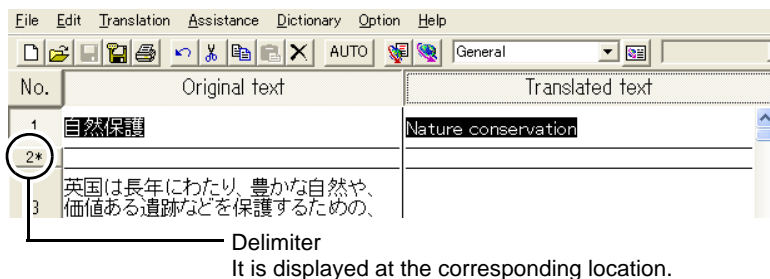 File Edit Translation Assistance Dictionary Option Help
AUTO General
No. Original text Translated text
1 自然保護 Nature conservation
2*
英国は長年にわたり、豊かな自然や、
3 価値ある遺跡などを保護するための、
Delimiter
It is displayed at the corresponding location.